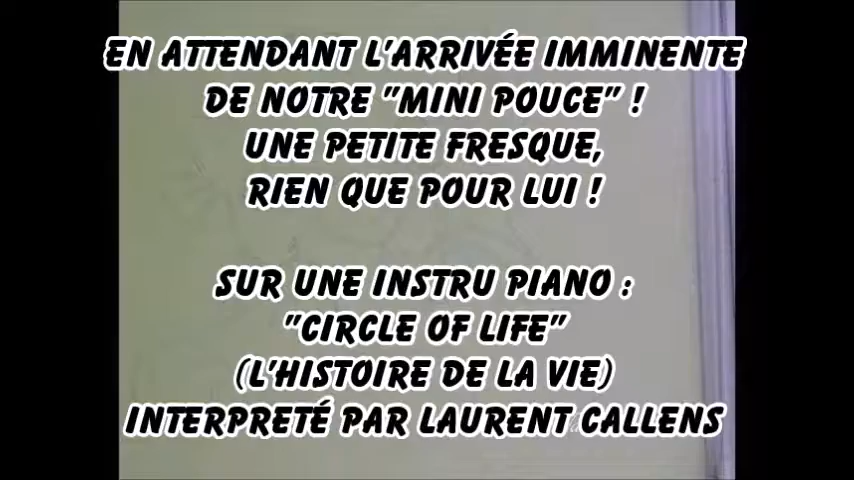 EN ATTENDANT L'ARRIVÉE IMMINENTE
DE NOTRE "MINI POUCE" !
UNE PETITE FRESQUE,
RIEN QUE POUR LUI !
SUR UNE INSTRU PIANO :
"CIRCLE OF LIFE"
(L'HISTOIRE DE LA VIE)
INTERPRETÉ PAR LAURENT CALLENS